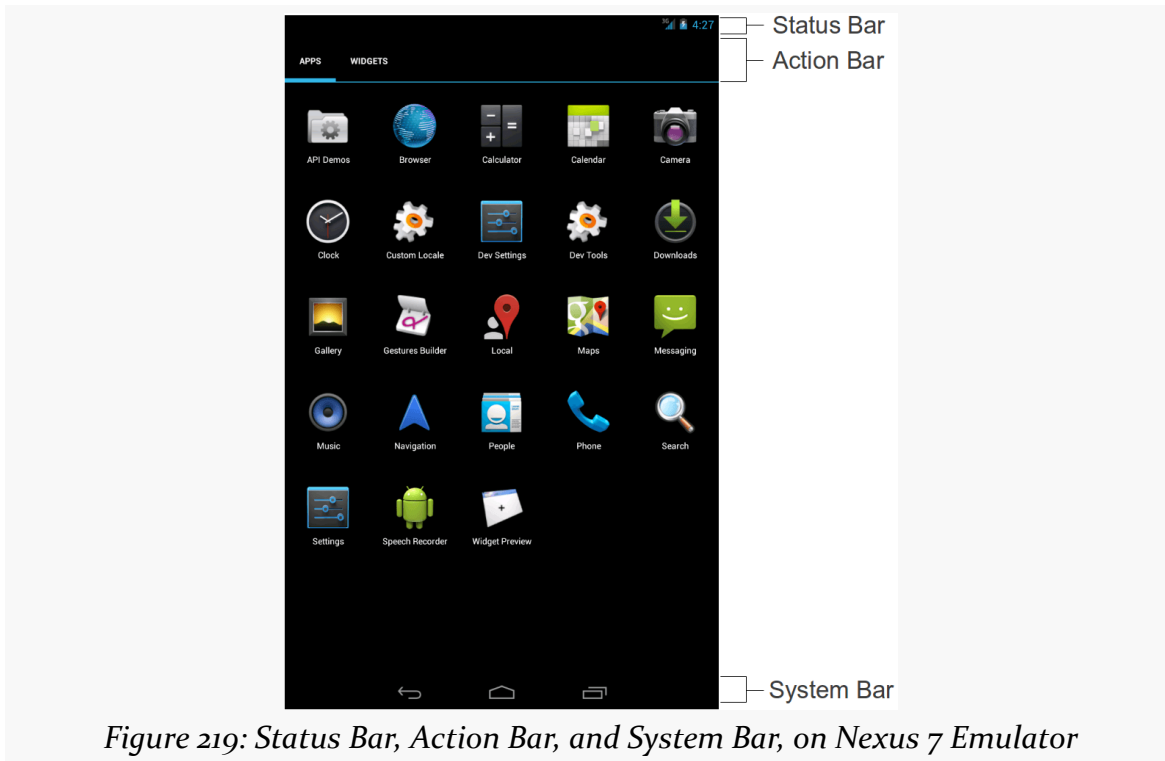 3G 4:27
Status Bar
Action Bar
APPS WIDGETS
API Demos Browser Calculator Calendar Camera
Clock Custom Locale Dev Settings Dev Tools Downloads
Gallery Gestures Builder Local Maps Messaging
Music Navigation People Phone Search
Settings Speech Recorder Widget Preview
System Bar
Figure 219: Status Bar, Action Bar, and System Bar, on Nexus 7 Emulator